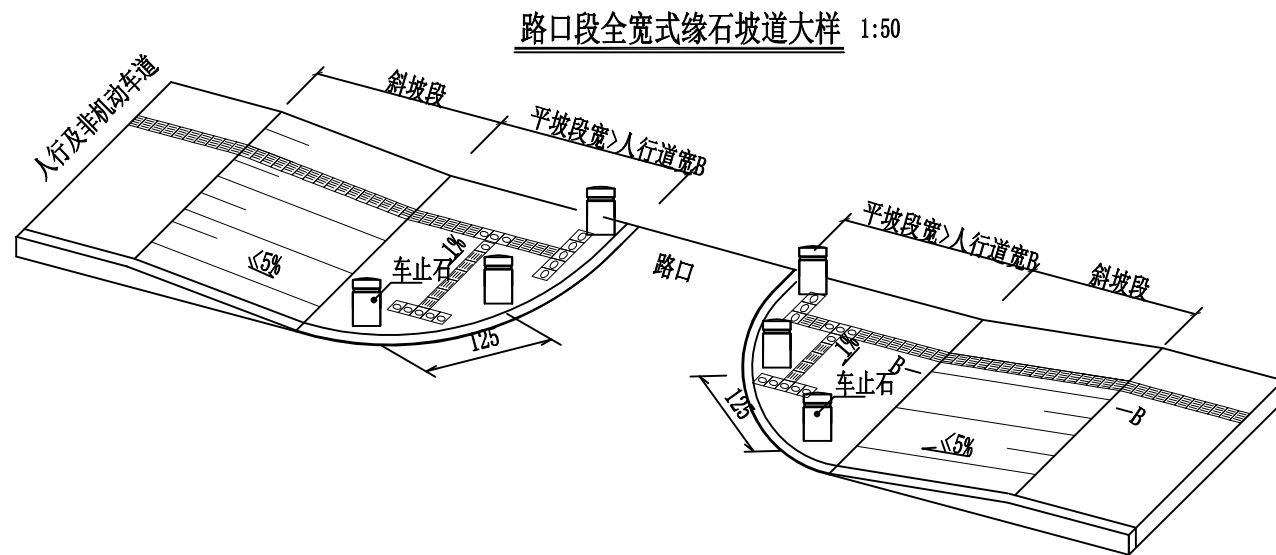 路口段全宽式缘石坡道大样 1:50
人行及非机动车道
斜坡段
平坡段宽>人行道宽B
≤5%
1%
车止石
125
路口
平坡段宽>人行道宽B
斜坡段
1%
B
车止石
B
125
≤5%